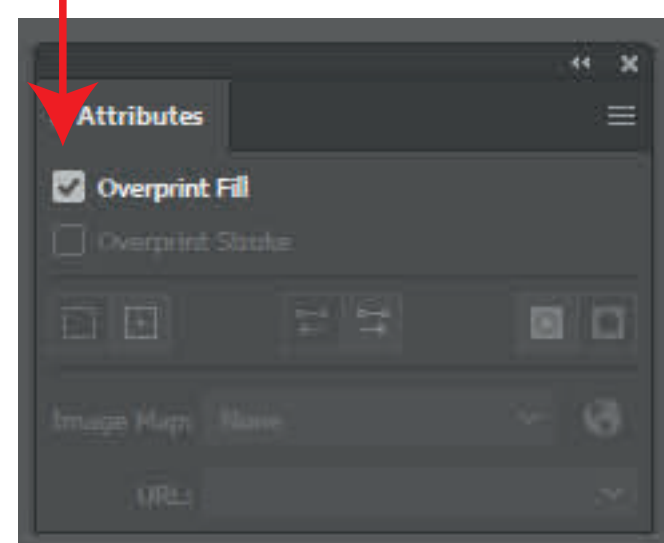 Attributes
Overprint Fill
Overprint Stroke
Image Map: None
URL: